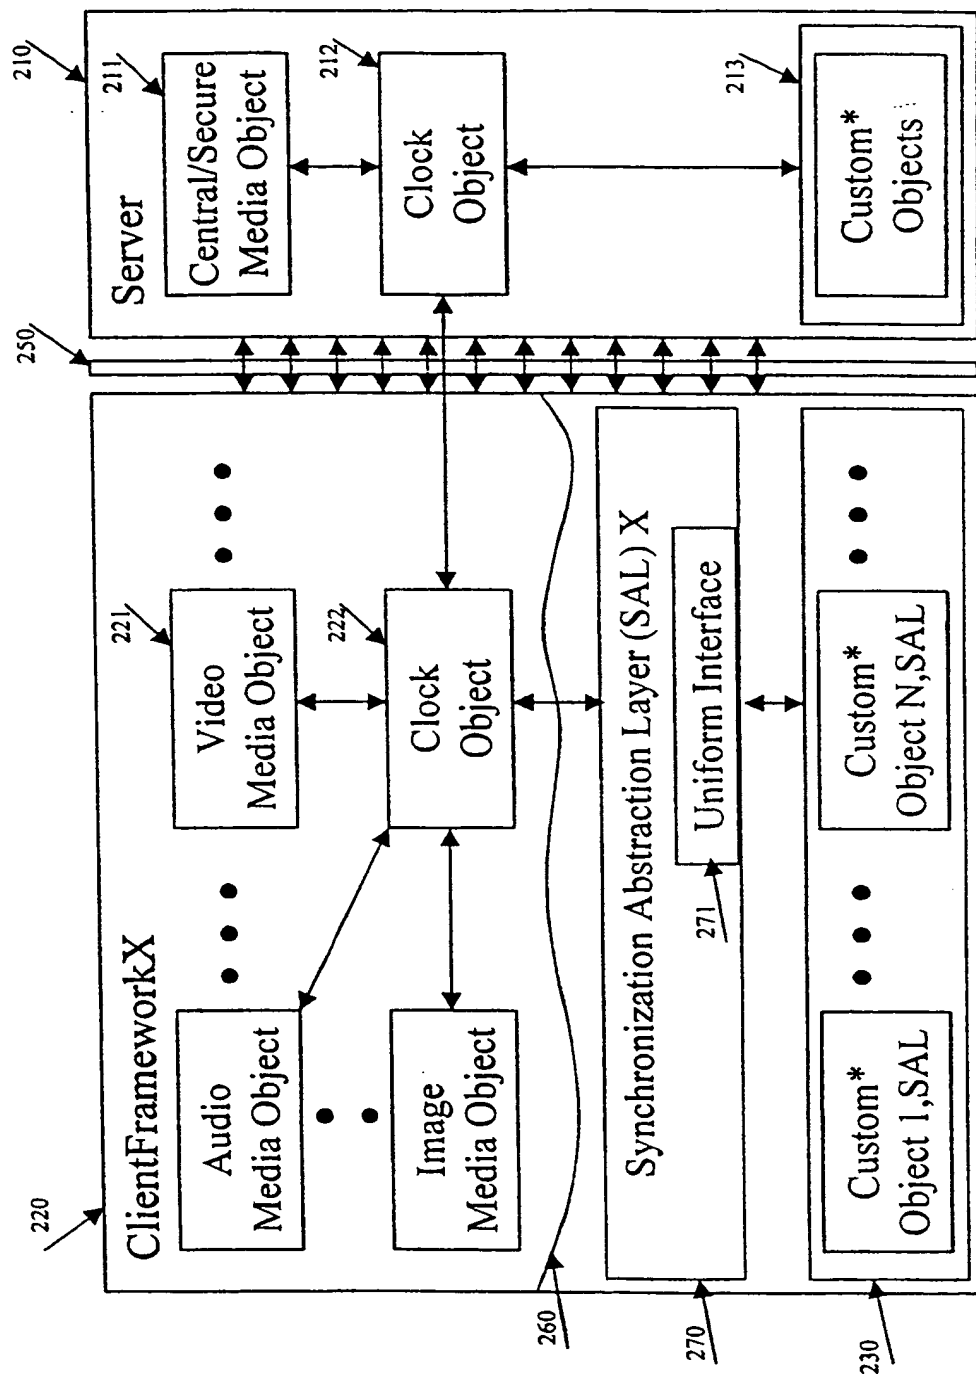 220
ClientFrameworkX
Audio
Media Object
Image
Media Object
221
Video
Media Object
222
Clock
Object
260
Synchronization Abstraction Layer (SAL) X
Uniform Interface
271
270
Custom*
Object 1,SAL
Custom*
Object N,SAL
230
250
210
Server
211
Central/Secure
Media Object
212
Clock
Object
213
Custom*
Objects